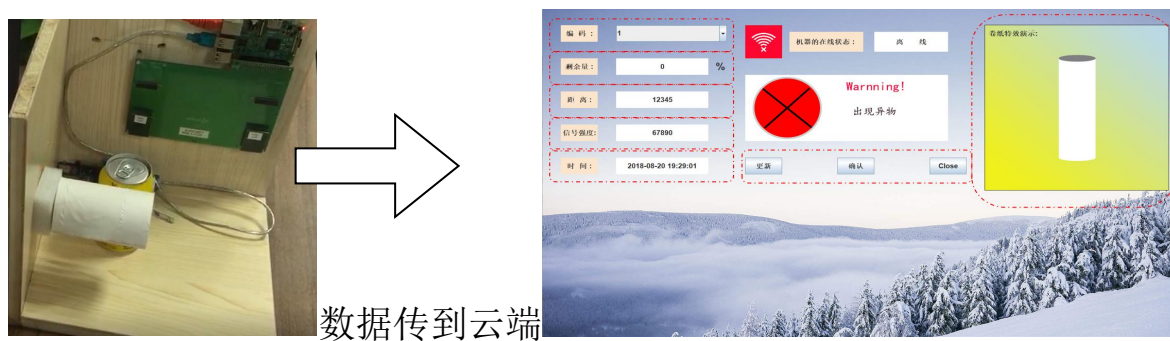 数据传到云端
编 码：
1
剩余量：
0
%
距 离：
12345
信号强度:
67890
时 间：
2018-08-20 19:29:01
机器的在线状态：
离 线
Warnning!
出现异物
更新
确认
Close
卷纸特效演示: